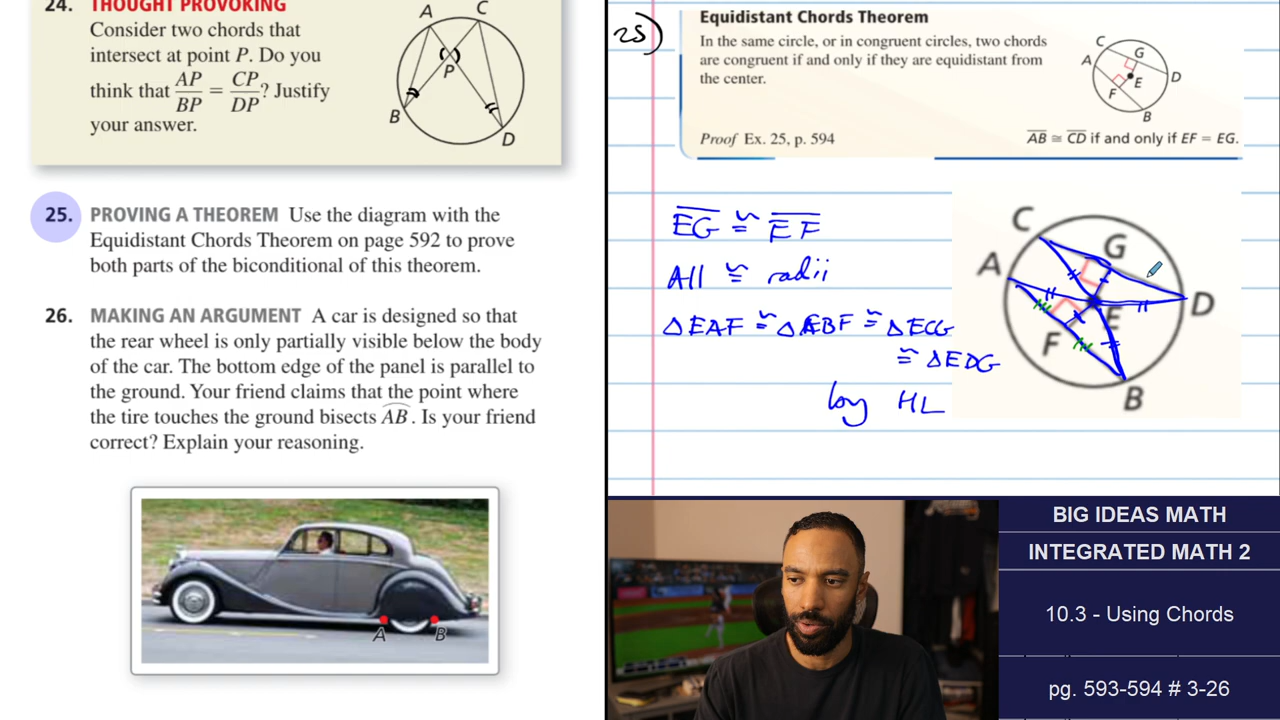 24. THOUGHT PROVOKING
Consider two chords that
intersect at point P. Do you
think that AP/BP = CP/DP? Justify
your answer.
A
C
P
B
D
25. PROVING A THEOREM Use the diagram with the
Equidistant Chords Theorem on page 592 to prove
both parts of the biconditional of this theorem.
26. MAKING AN ARGUMENT A car is designed so that
the rear wheel is only partially visible below the body
of the car. The bottom edge of the panel is parallel to
the ground. Your friend claims that the point where
the tire touches the ground bisects AB. Is your friend
correct? Explain your reasoning.
A
B
25)
Equidistant Chords Theorem
In the same circle, or in congruent circles, two chords
are congruent if and only if they are equidistant from
the center.
Proof Ex. 25, p. 594
C
G
A
D
E
F
B
AB ≅ CD if and only if EF = EG.
EG ≅ EF
All ≅ radii
△EAF ≅ △EBF ≅ △ECG
≅ △EDG
by HL
C
G
A
D
E
F
B
BIG IDEAS MATH
INTEGRATED MATH 2
10.3 - Using Chords
pg. 593-594 # 3-26